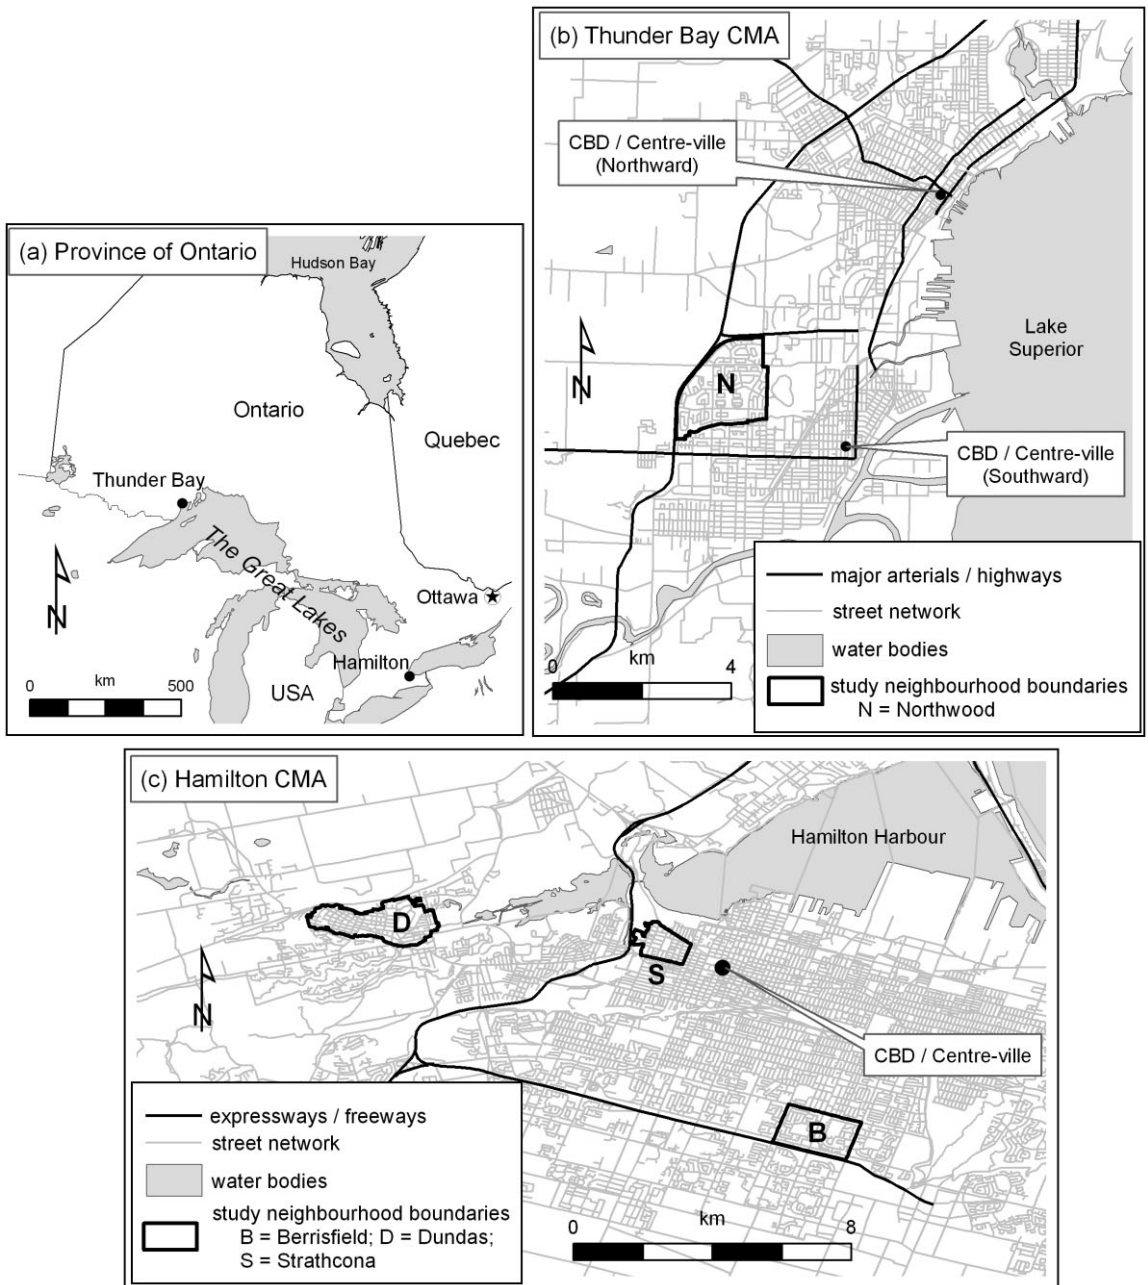 (a) Province of Ontario
Hudson Bay
Ontario
Quebec
Thunder Bay
The Great Lakes
N
Ottawa
Hamilton
USA
0 km 500
(b) Thunder Bay CMA
CBD / Centre-ville
(Northward)
Lake
Superior
N
N
CBD / Centre-ville
(Southward)
km
0 4
major arterials / highways
street network
water bodies
study neighbourhood boundaries
N = Northwood
(c) Hamilton CMA
Hamilton Harbour
D
S
N
CBD / Centre-ville
B
expressways / freeways
street network
water bodies
study neighbourhood boundaries
B = Berrisfield; D = Dundas;
S = Strathcona
km
0 8